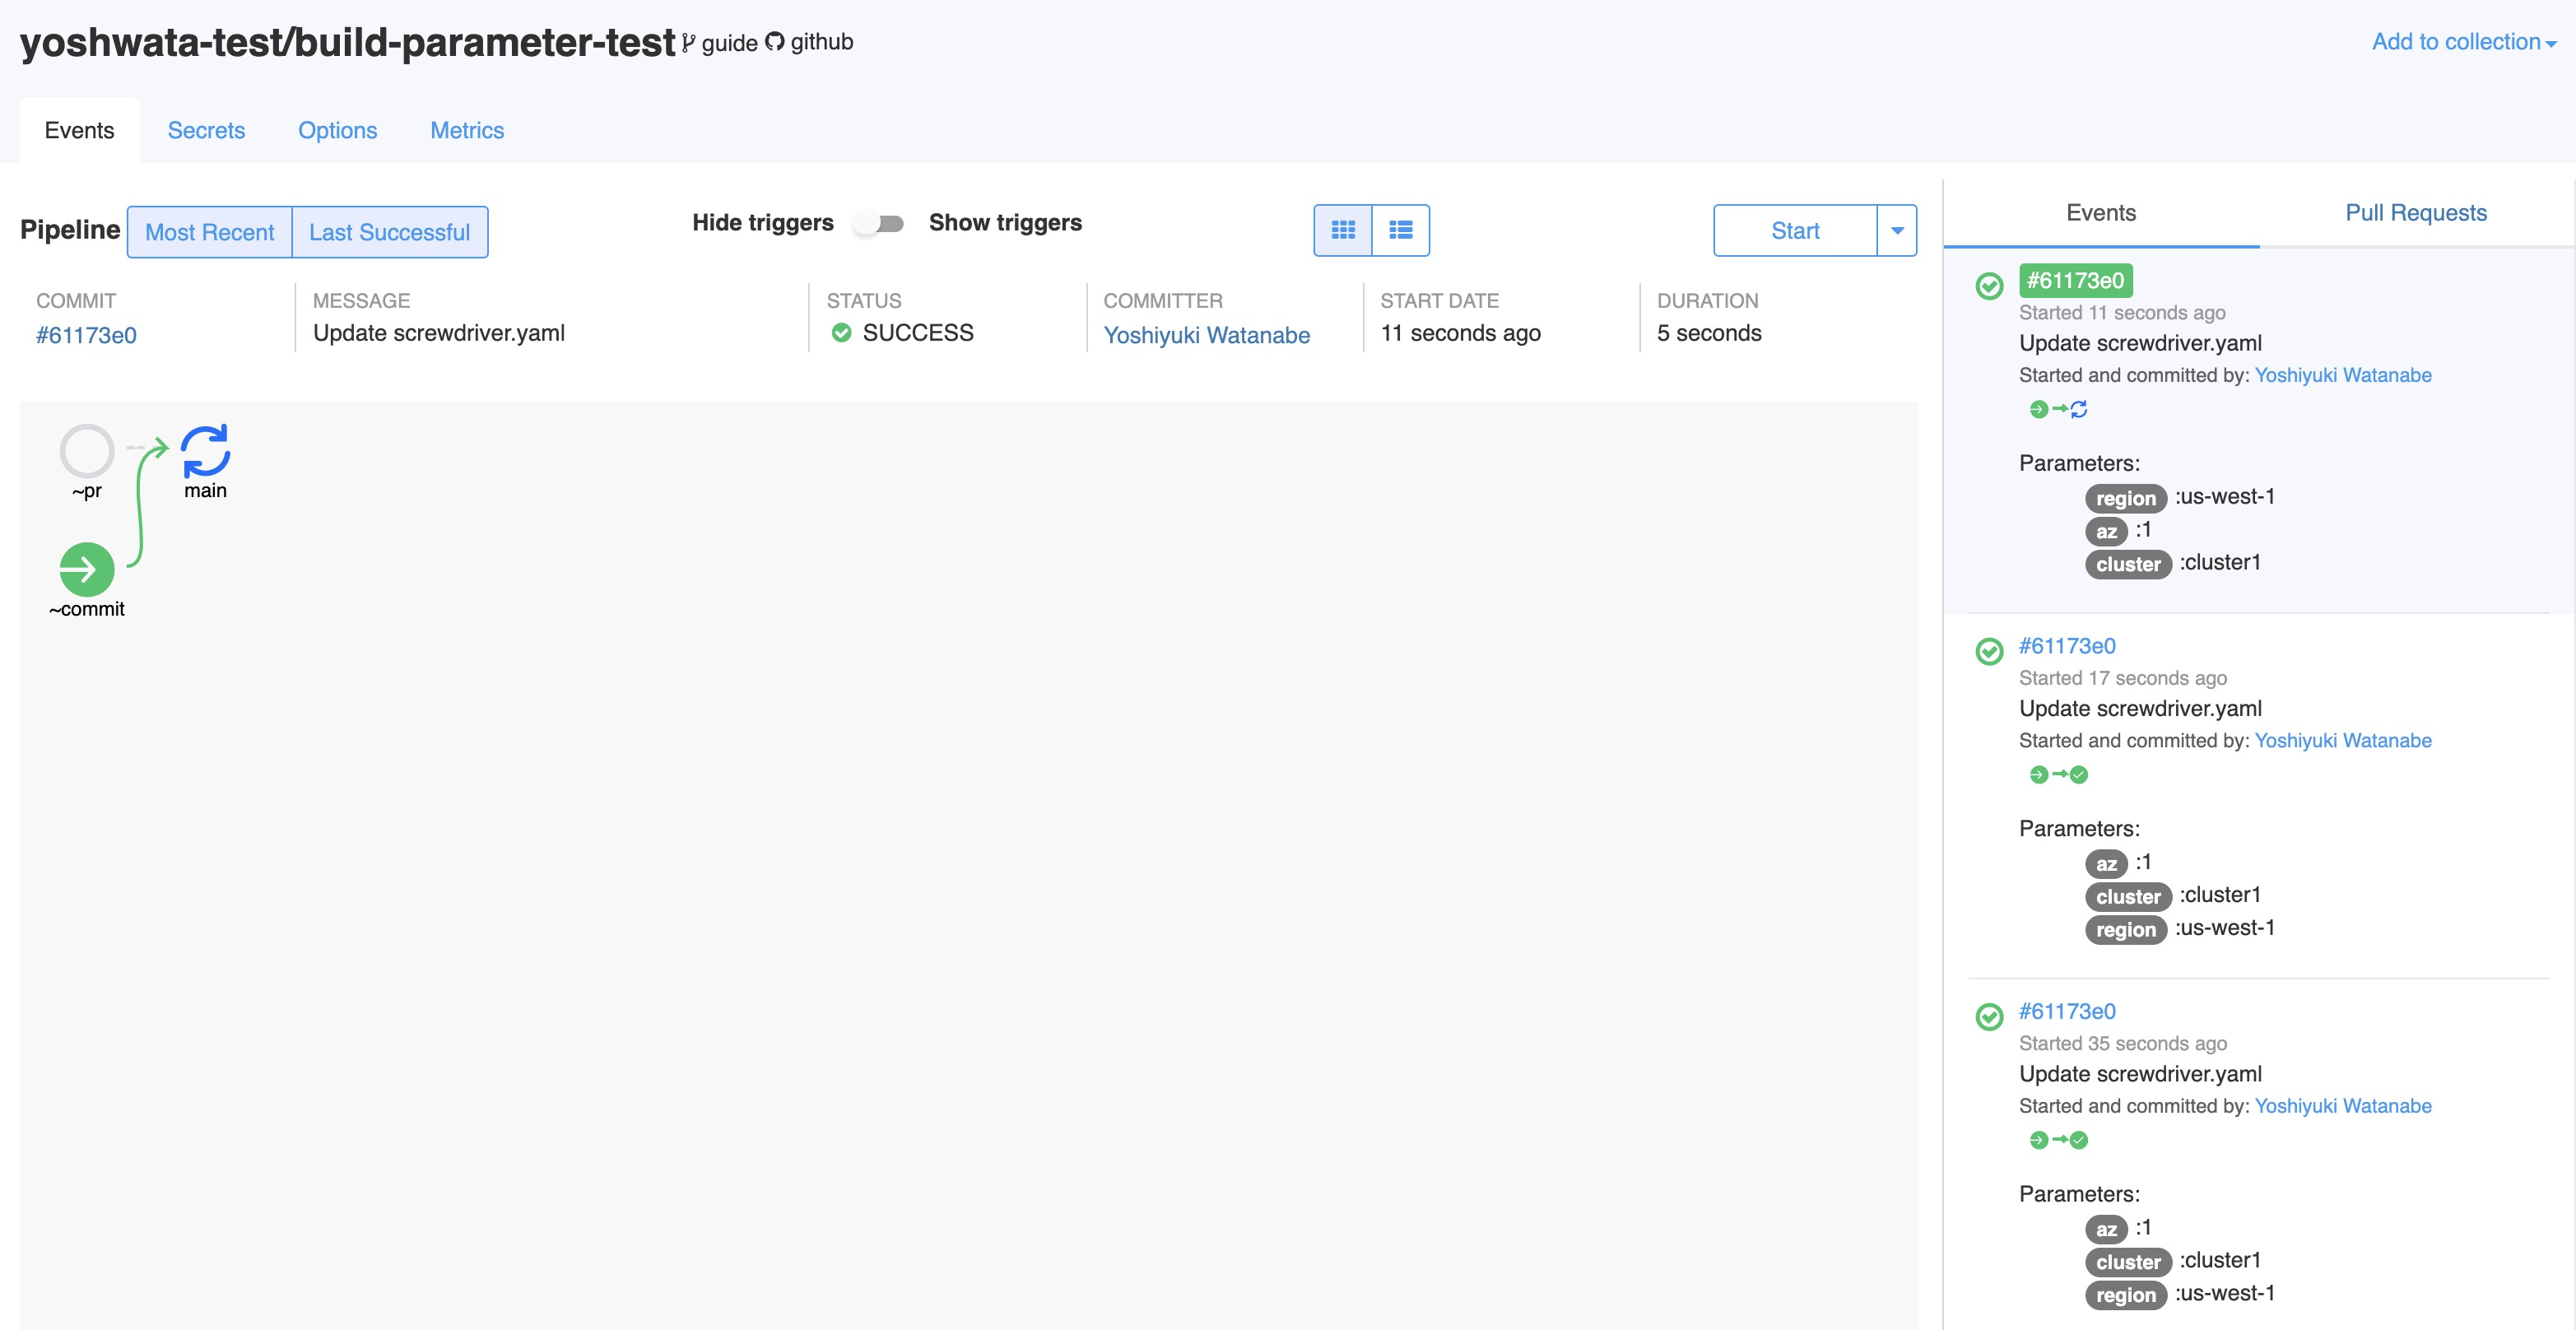 yoshwata-test/build-parameter-test guide github
Add to collection
Events Secrets Options Metrics
Pipeline Most Recent Last Successful
Hide triggers Show triggers
Start
COMMIT MESSAGE STATUS COMMITTER START DATE DURATION
#61173e0 Update screwdriver.yaml SUCCESS Yoshiyuki Watanabe 11 seconds ago 5 seconds
~pr main
~commit
Events Pull Requests
#61173e0
Started 11 seconds ago
Update screwdriver.yaml
Started and committed by: Yoshiyuki Watanabe
Parameters:
region :us-west-1
az :1
cluster :cluster1
#61173e0
Started 17 seconds ago
Update screwdriver.yaml
Started and committed by: Yoshiyuki Watanabe
Parameters:
az :1
cluster :cluster1
region :us-west-1
#61173e0
Started 35 seconds ago
Update screwdriver.yaml
Started and committed by: Yoshiyuki Watanabe
Parameters:
az :1
cluster :cluster1
region :us-west-1